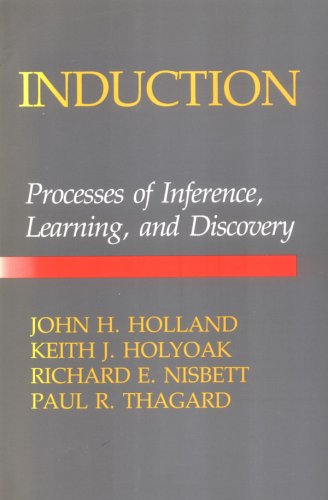 INDUCTION
Processes of Inference,
Learning, and Discovery
JOHN H. HOLLAND
KEITH J. HOLYOAK
RICHARD E. NISBETT
PAUL R. THAGARD